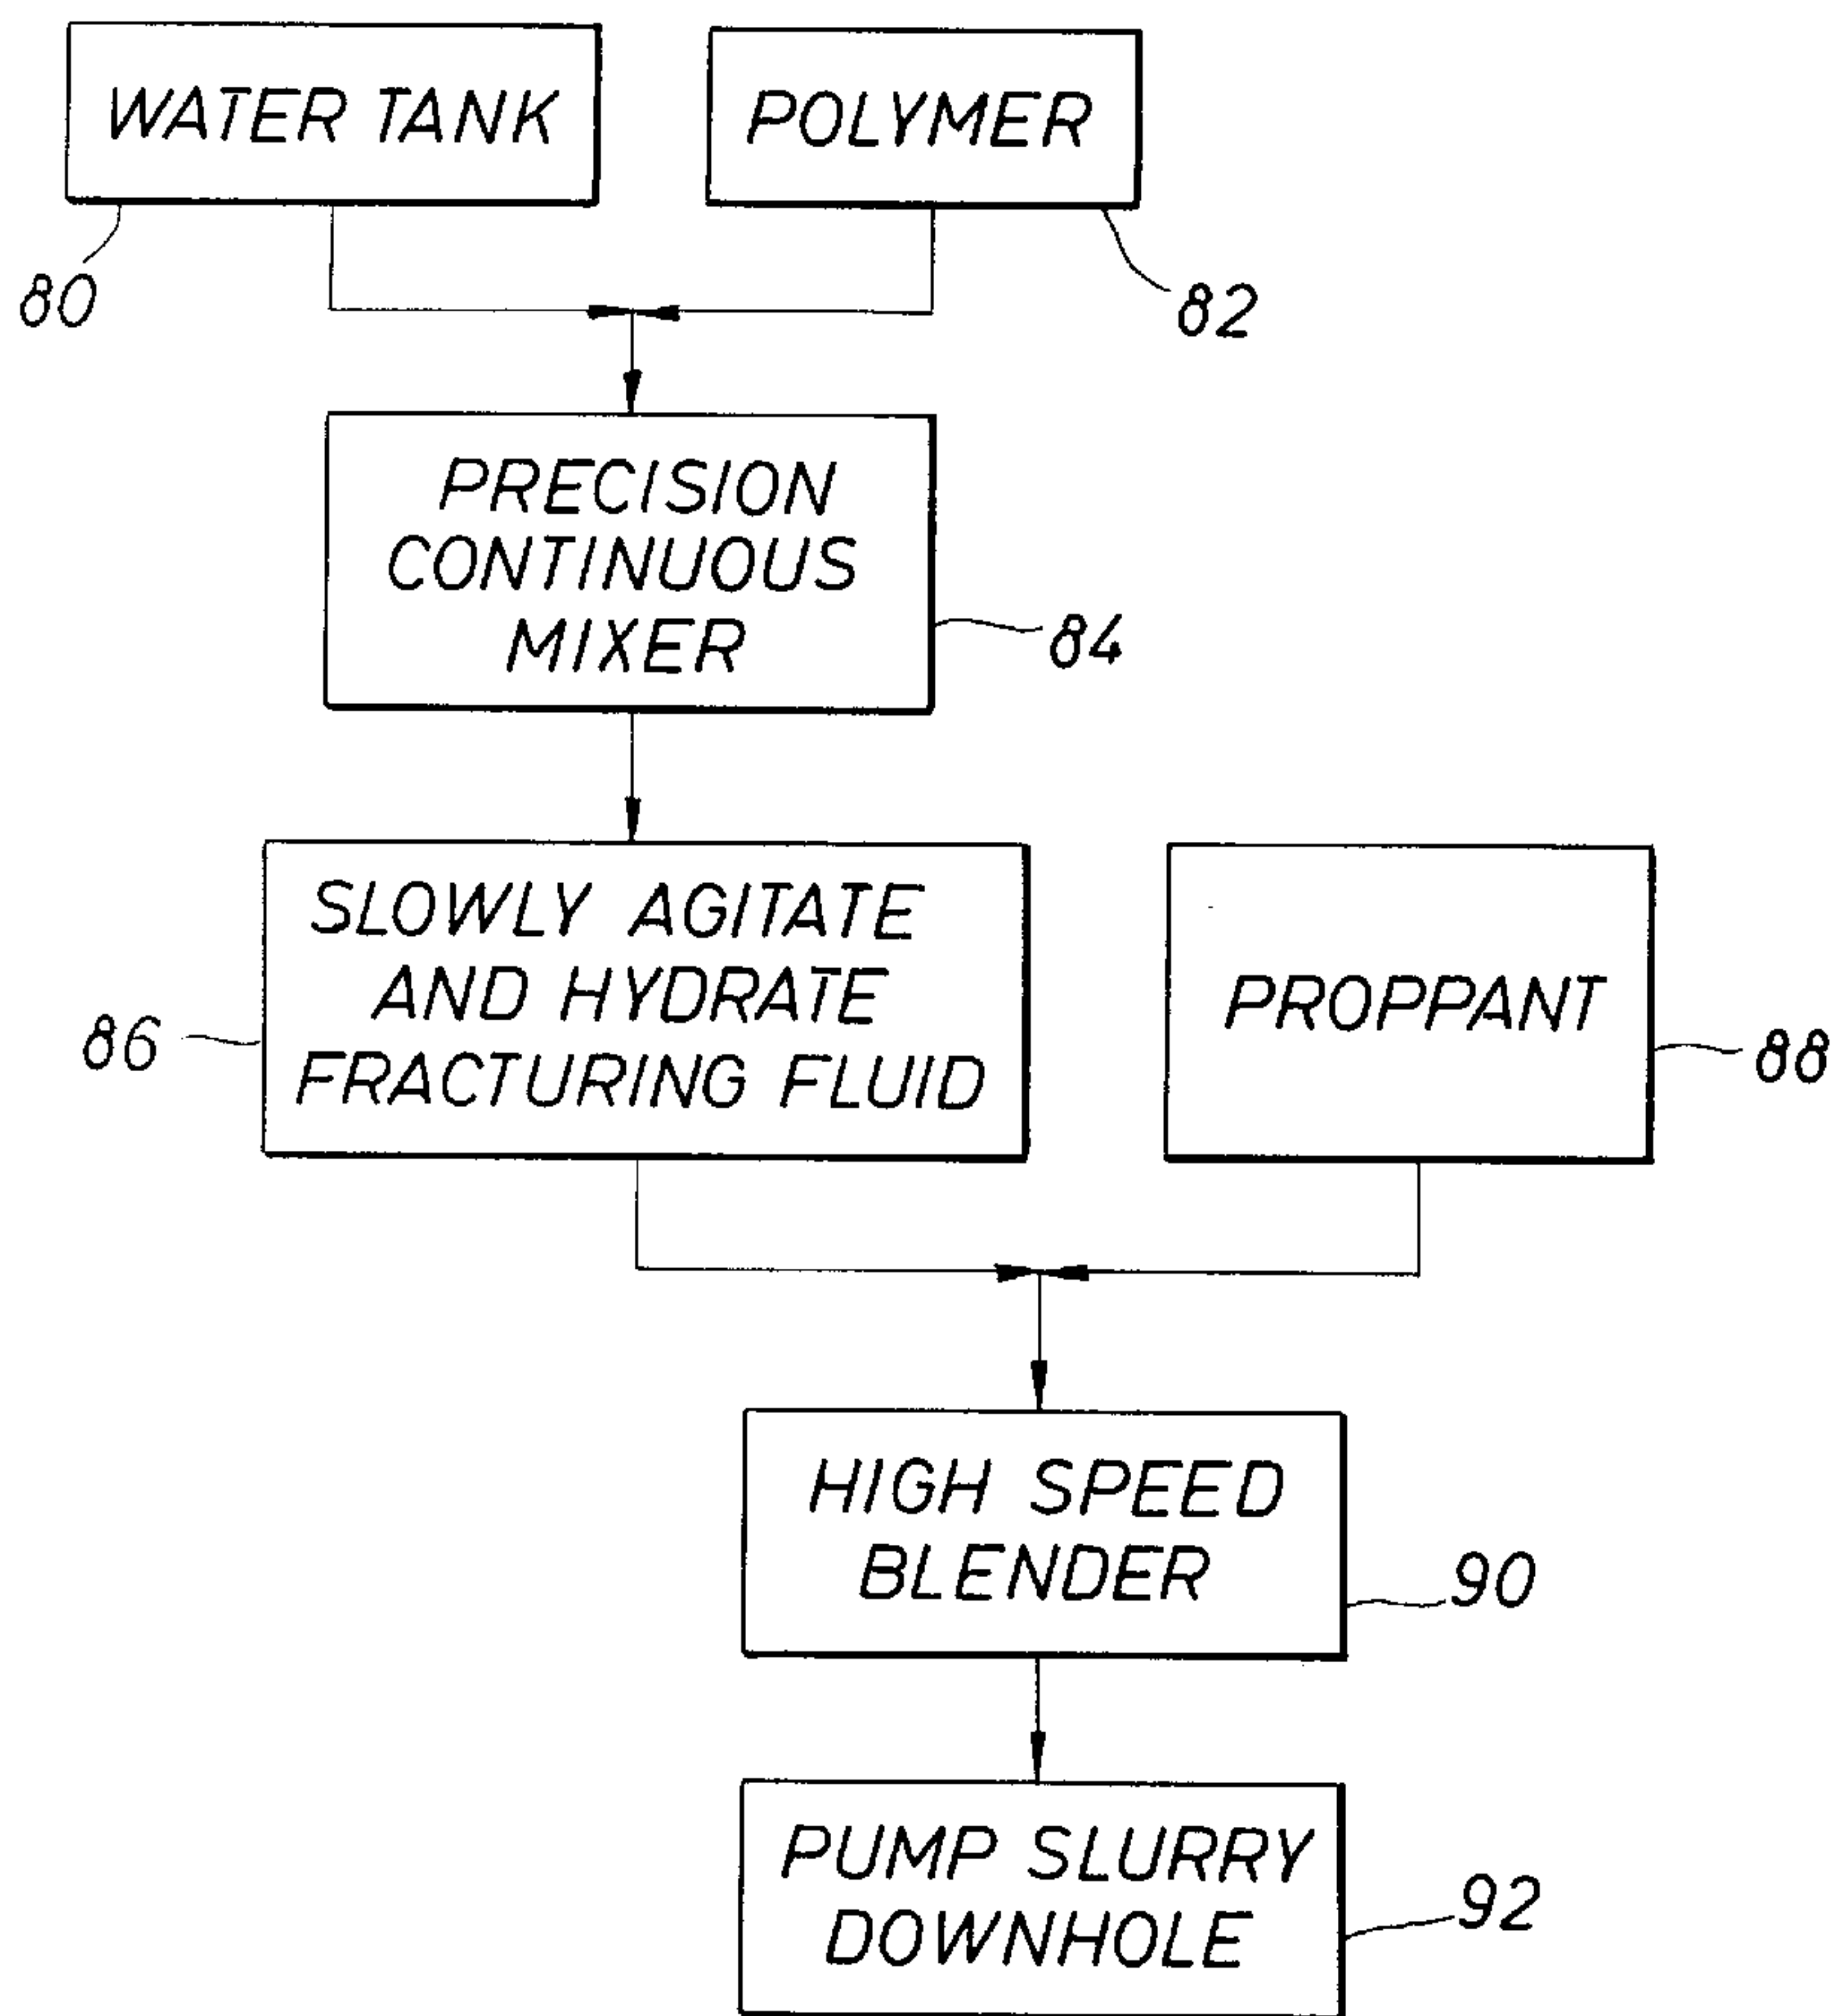 WATER TANK
POLYMER
80
82
PRECISION
CONTINUOUS
MIXER
84
SLOWLY AGITATE
AND HYDRATE
FRACTURING FLUID
86
PROPPANT
88
HIGH SPEED
BLENDER
90
PUMP SLURRY
DOWNHOLE
92